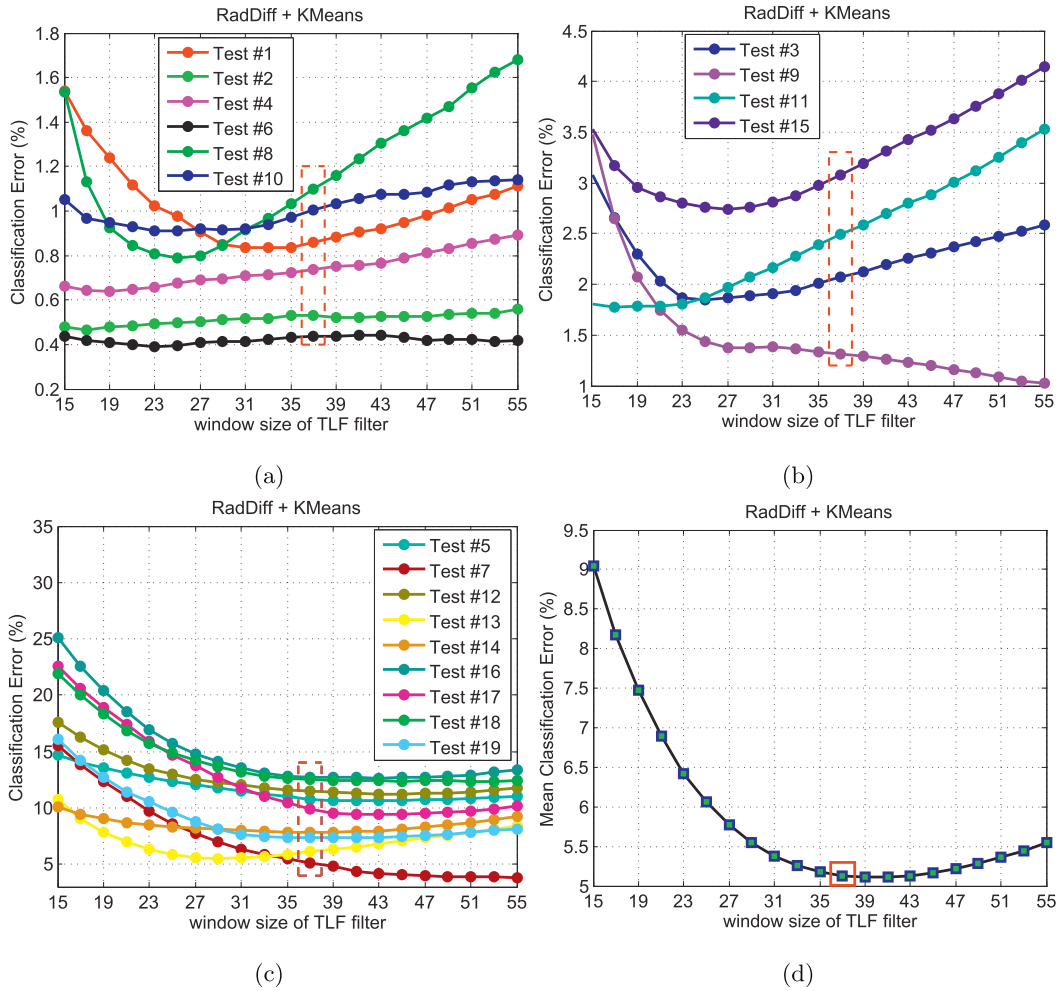 RadDiff + KMeans
Classification Error (%)
1.8
1.6
1.4
1.2
1
0.8
0.6
0.4
0.2
Test #1
Test #2
Test #4
Test #6
Test #8
Test #10
15 19 23 27 31 35 39 43 47 51 55
window size of TLF filter
(a)
RadDiff + KMeans
Classification Error (%)
4.5
4
3.5
3
2.5
2
1.5
1
Test #3
Test #9
Test #11
Test #15
15 19 23 27 31 35 39 43 47 51 55
window size of TLF filter
(b)
RadDiff + KMeans
Classification Error (%)
35
30
25
20
15
10
5
Test #5
Test #7
Test #12
Test #13
Test #14
Test #16
Test #17
Test #18
Test #19
15 19 23 27 31 35 39 43 47 51 55
window size of TLF filter
(c)
RadDiff + KMeans
Mean Classification Error (%)
9.5
9
8.5
8
7.5
7
6.5
6
5.5
5
15 19 23 27 31 35 39 43 47 51 55
window size of TLF filter
(d)